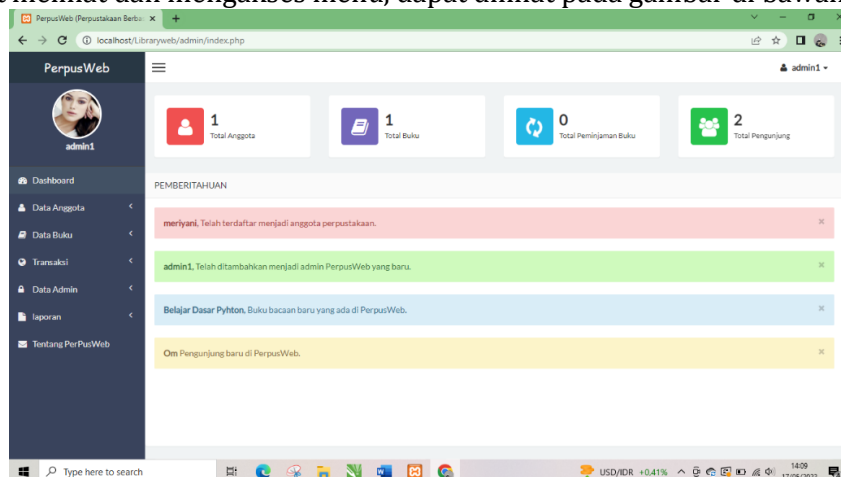 PerpusWeb (Perpustakaan Berba
localhost/Libraryweb/admin/index.php
PerpusWeb
admin1
admin1
1
Total Anggota
1
Total Buku
0
Total Peminjaman Buku
2
Total Pengunjung
Dashboard
Data Anggota
Data Buku
Transaksi
Data Admin
laporan
Tentang PerPusWeb
PEMBERITAHUAN
meriyani, Telah terdaftar menjadi anggota perpustakaan.
admin1, Telah ditambahkan menjadi admin PerpusWeb yang baru.
Belajar Dasar Pyhton, Buku bacaan baru yang ada di PerpusWeb.
Om Pengunjung baru di PerpusWeb.
Type here to search
USD/IDR +0,41%
14:09